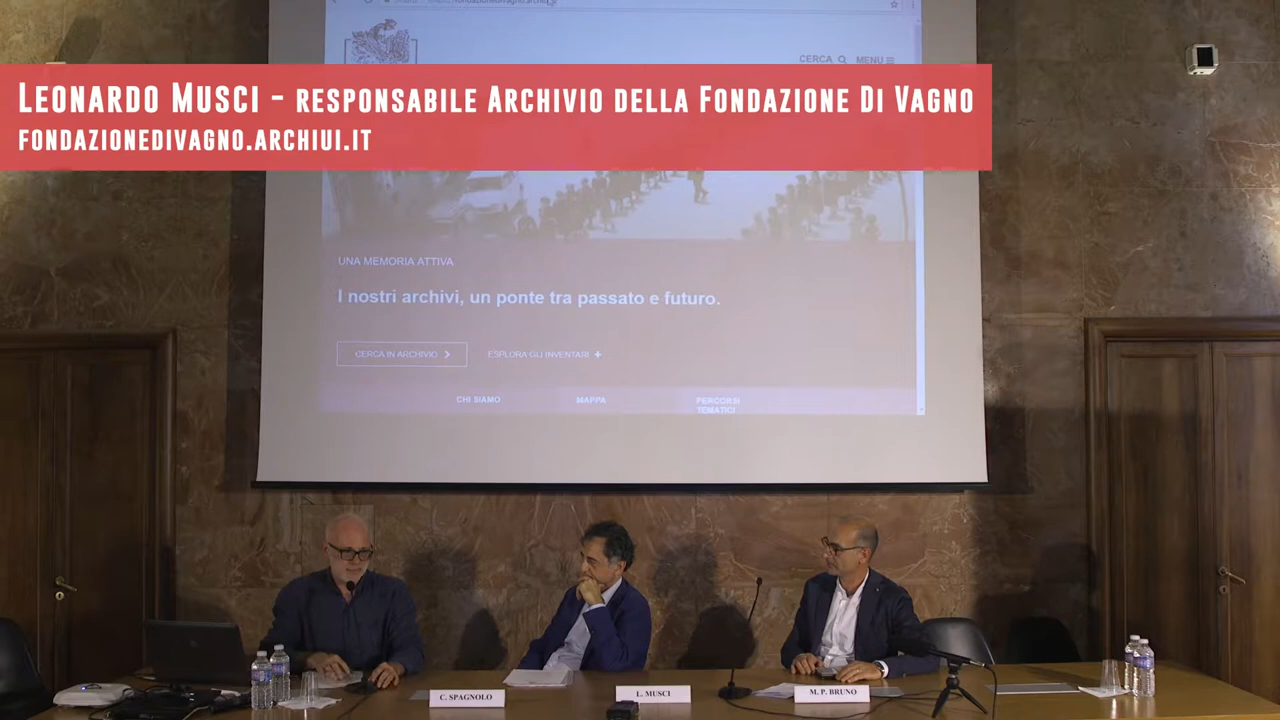 CERCA MENU
LEONARDO MUSCI - RESPONSABILE ARCHIVIO DELLA FONDAZIONE DI VAGNO
FONDAZIONEDIVAGNO.ARCHIUI.IT
UNA MEMORIA ATTIVA
I nostri archivi, un ponte tra passato e futuro.
CERCA IN ARCHIVIO
ESPLORA GLI INVENTARI +
CHI SIAMO
MAPPA
PERCORSI
TEMATICI
C. SPAGNOLO
L. MUSCI
M. P. BRUNO